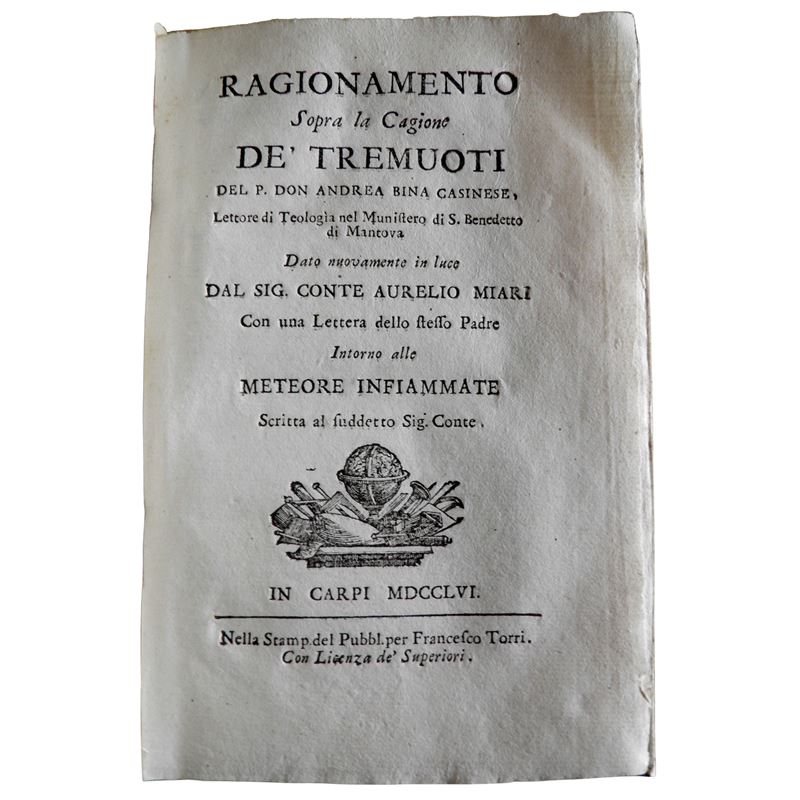 RAGIONAMENTO
Sopra la Cagione
DE' TREMUOTI
DEL P. DON ANDREA BINA CASINESE,
Lettore di Teologia nel Muniſtero di S. Benedetto
di Mantova
Dato nuovamente in luce
DAL SIG. CONTE AURELIO MIARI
Con una Lettera dello ſteſſo Padre
Intorno alle
METEORE INFIAMMATE
Scritta al ſuddetto Sig. Conte.
IN CARPI MDCCLVI.
Nella Stamp. del Pubbl. per Franceſco Torri.
Con Licenza de' Superiori.